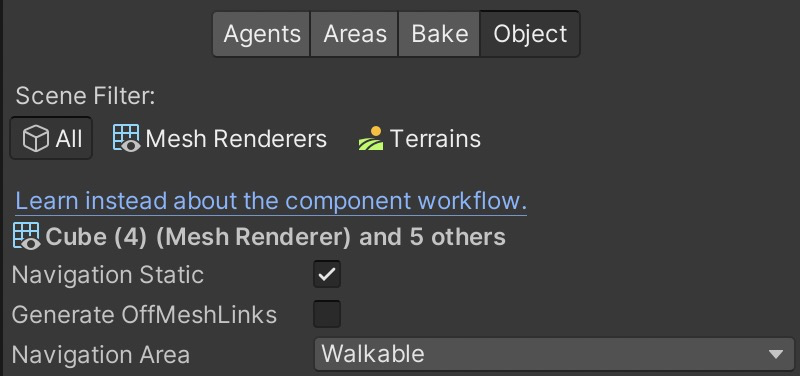 Agents Areas Bake Object
Scene Filter:
All Mesh Renderers Terrains
Learn instead about the component workflow.
Cube (4) (Mesh Renderer) and 5 others
Navigation Static
Generate OffMeshLinks
Navigation Area Walkable